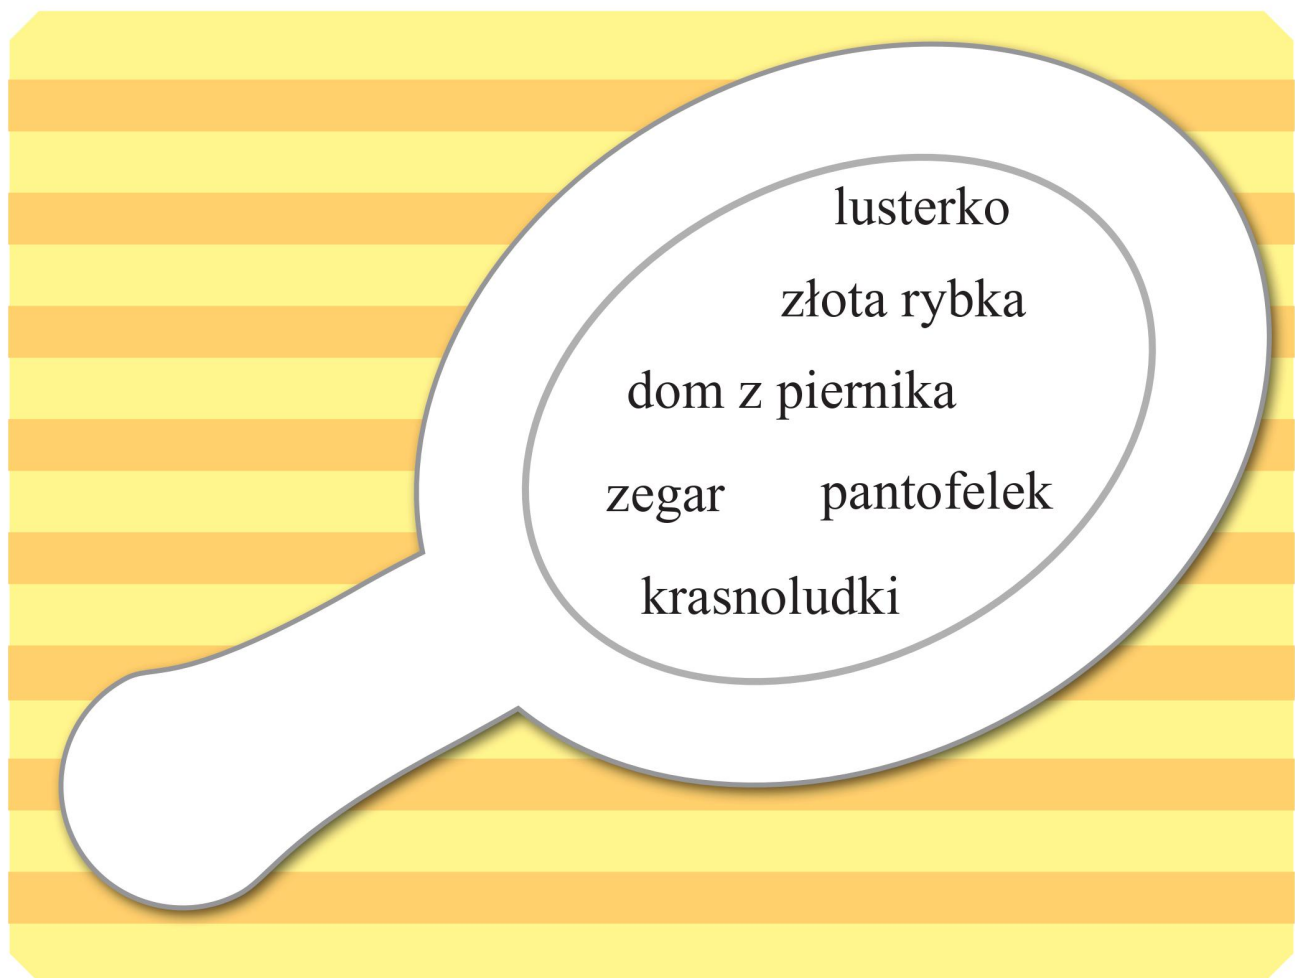 lusterko
złota rybka
dom z piernika
zegar pantofelek
krasnoludki